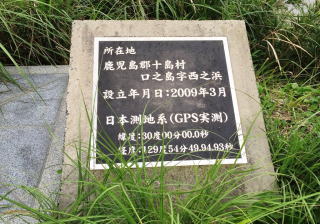 所在地
鹿児島郡十島村
口之島字西之浜
設立年月日:2009年3月
日本測地系(GPS実測)
緯度:30度00分00.0秒
経度:129度54分49.94.93秒